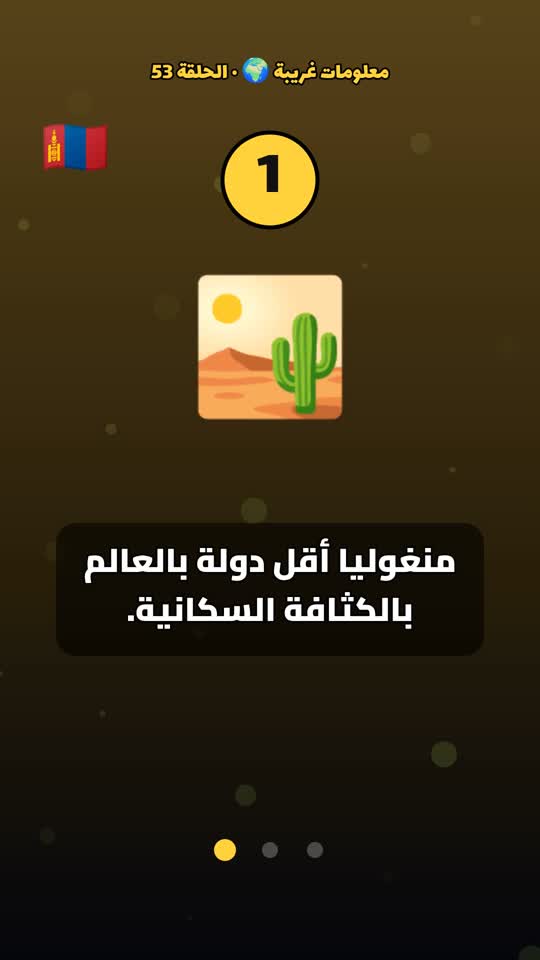 معلومات غريبة 🌍 • الحلقة 53
1
منغوليا أقل دولة بالعالم
بالكثافة السكانية.